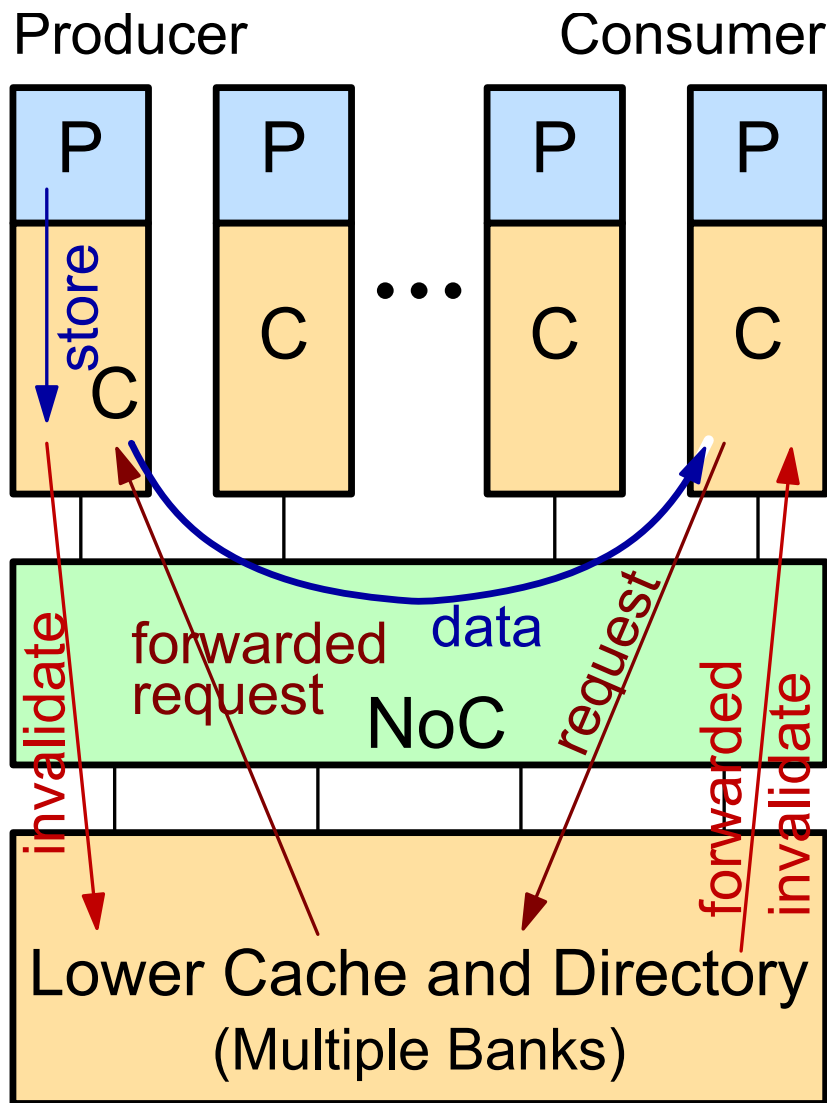 Producer
Consumer
P
P
P
P
store
C
C
C
C
invalidate
forwarded
request
data
request
NoC
forwarded
invalidate
Lower Cache and Directory
(Multiple Banks)